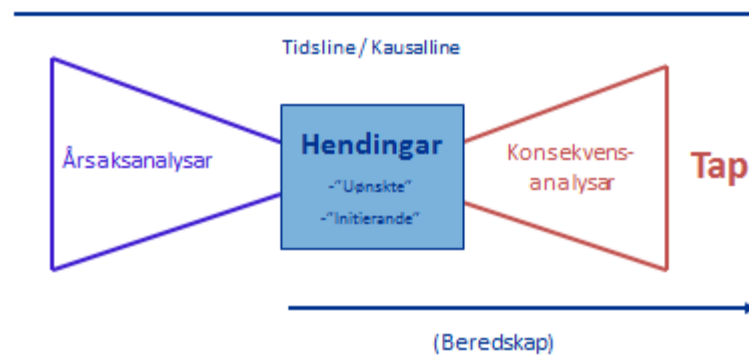 Tidsline / Kausalline
Årsaksanalysar
Hendingar
-"Uønskte"
-"Initierande"
Konsekvens-
analysar
Tap
(Beredskap)